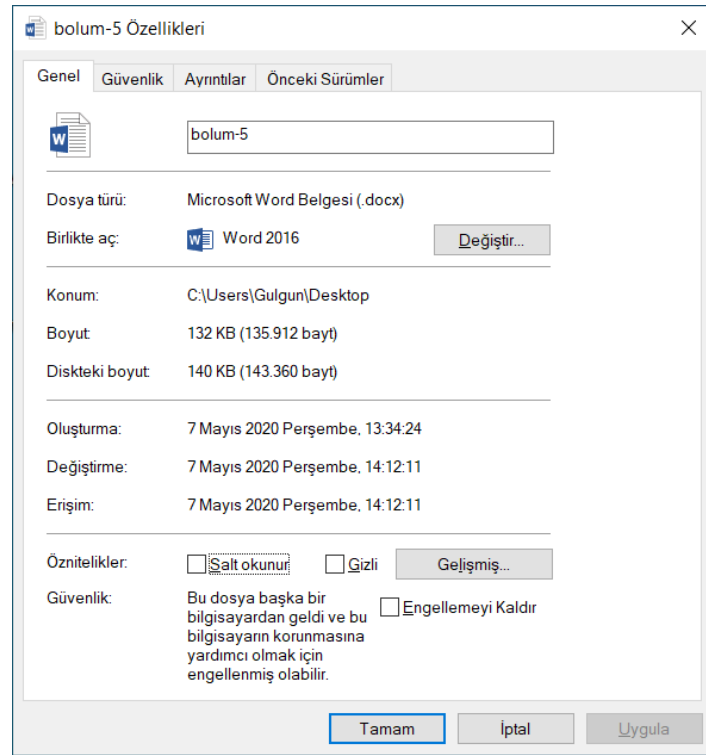 bolum-5 Özellikleri
Genel Güvenlik Ayrıntılar Önceki Sürümler
bolum-5
Dosya türü: Microsoft Word Belgesi (.docx)
Birlikte aç: Word 2016 Değiştir...
Konum: C:\Users\Gulgun\Desktop
Boyut: 132 KB (135.912 bayt)
Diskteki boyut: 140 KB (143.360 bayt)
Oluşturma: 7 Mayıs 2020 Perşembe, 13:34:24
Değiştirme: 7 Mayıs 2020 Perşembe, 14:12:11
Erişim: 7 Mayıs 2020 Perşembe, 14:12:11
Öznitelikler: Salt okunur Gizli Gelişmiş...
Güvenlik: Bu dosya başka bir
bilgisayardan geldi ve bu
bilgisayarın korunmasına
yardımcı olmak için
engellenmiş olabilir.
Engellemeyi Kaldır
Tamam İptal Uygula